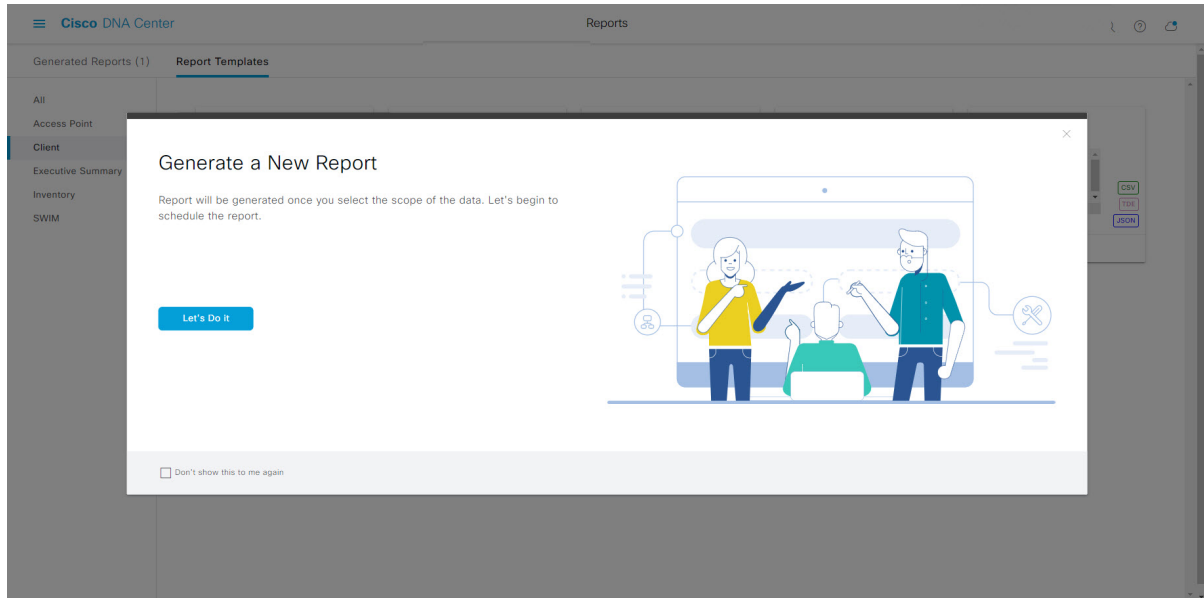 Cisco DNA Center
Reports
Generated Reports (1)
Report Templates
All
Access Point
Client
Executive Summary
Inventory
SWIM
Generate a New Report
Report will be generated once you select the scope of the data. Let's begin to
schedule the report.
Let's Do it
Don't show this to me again
CSV
TDE
JSON